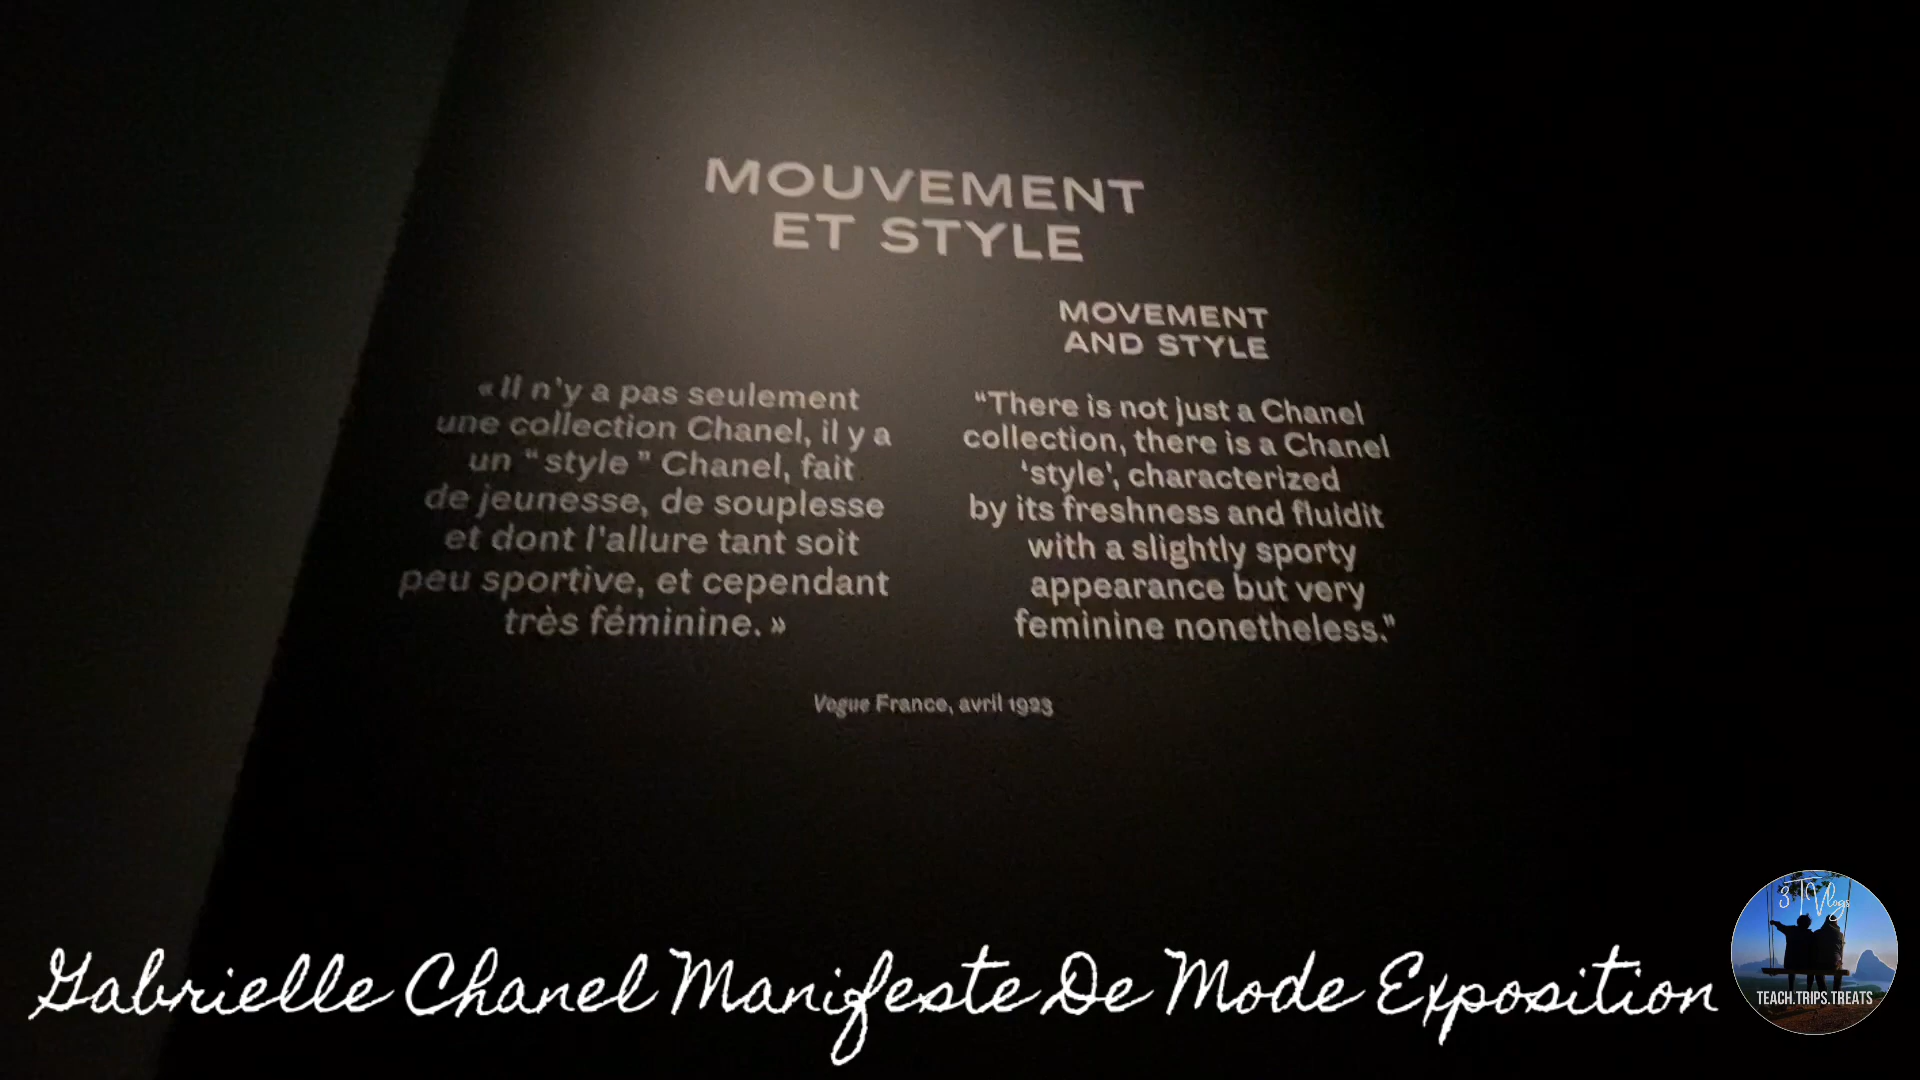 MOUVEMENT
ET STYLE
MOVEMENT
AND STYLE
« Il n'y a pas seulement
une collection Chanel, il y a
un “ style ” Chanel, fait
de jeunesse, de souplesse
et dont l'allure tant soit
peu sportive, et cependant
très féminine. »
“There is not just a Chanel
collection, there is a Chanel
‘style’, characterized
by its freshness and fluidit
with a slightly sporty
appearance but very
feminine nonetheless.”
Vogue France, avril 1923
Gabrielle Chanel Manifeste De Mode Exposition
3 T Vlogs
TEACH.TRIPS.TREATS